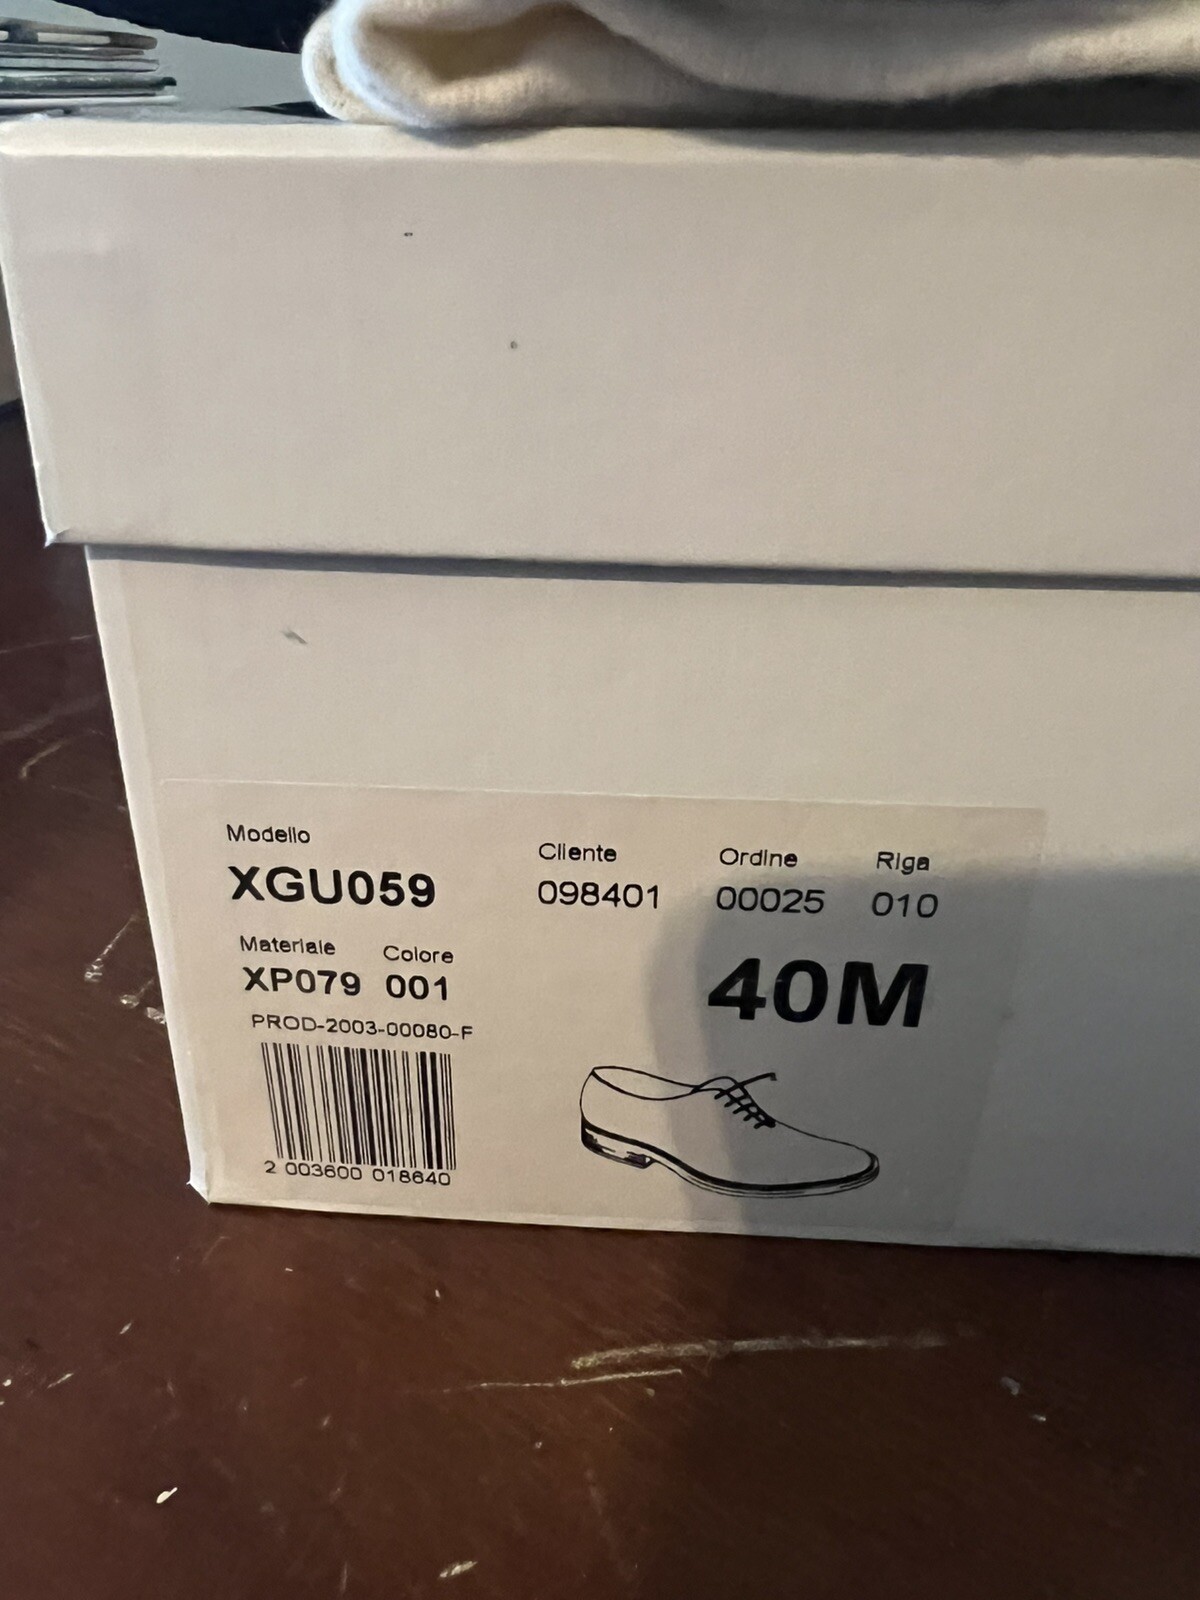 Modello
XGU059
Cliente Ordine Riga
098401 00025 010
Materiale Colore
XP079 001
40M
PROD-2003-00080-F
2 003600 018640